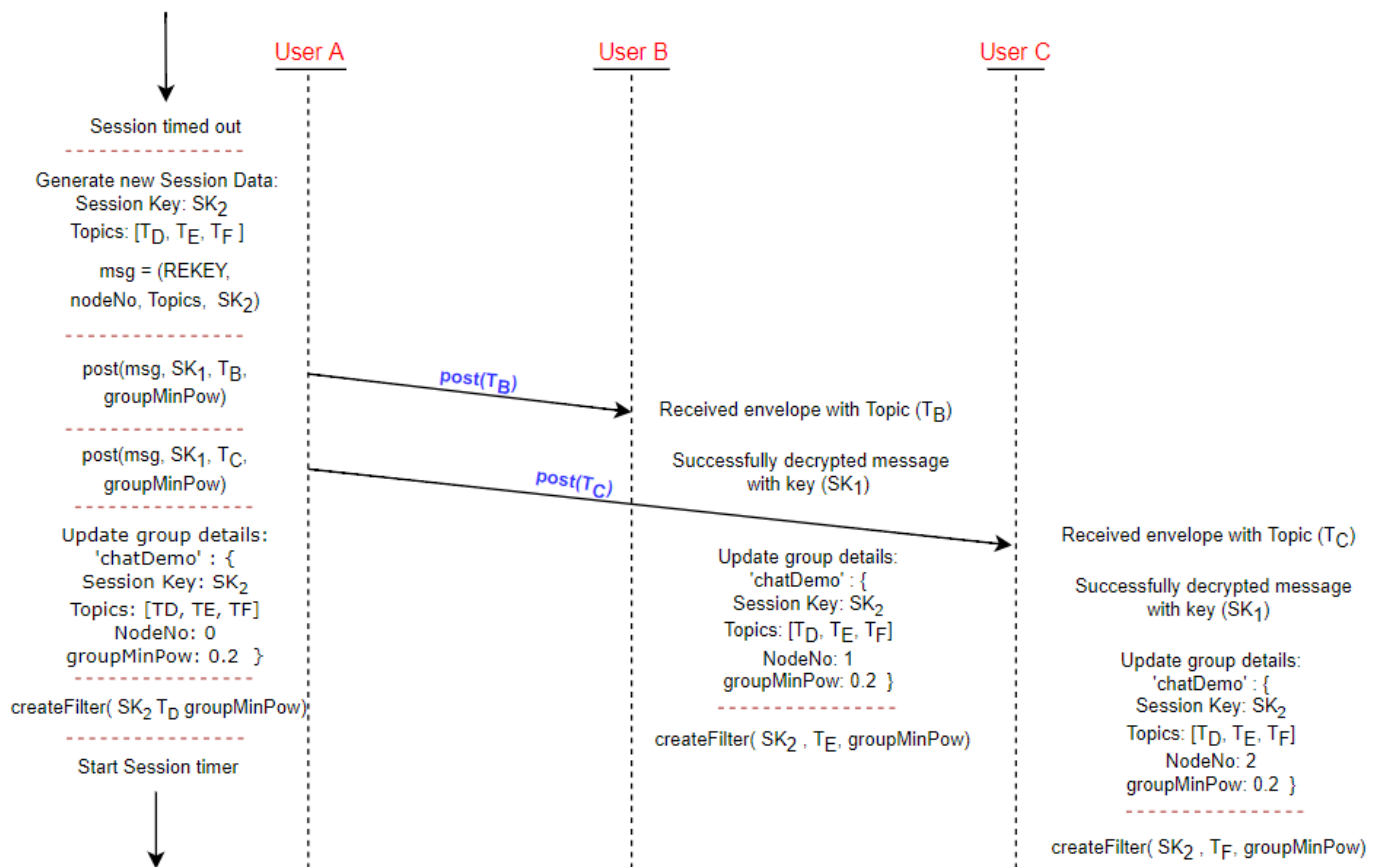 User A
User B
User C
Session timed out
Generate new Session Data:
Session Key: SK2
Topics: [TD, TE, TF ]
msg = (REKEY,
nodeNo, Topics, SK2)
post(msg, SK1, TB,
groupMinPow)
post(msg, SK1, TC,
groupMinPow)
Update group details:
'chatDemo' : {
Session Key: SK2
Topics: [TD, TE, TF]
NodeNo: 0
groupMinPow: 0.2 }
createFilter( SK2 TD groupMinPow)
Start Session timer
post(TB)
post(TC)
Received envelope with Topic (TB)
Successfully decrypted message
with key (SK1)
Update group details:
'chatDemo' : {
Session Key: SK2
Topics: [TD, TE, TF]
NodeNo: 1
groupMinPow: 0.2 }
createFilter( SK2 , TE, groupMinPow)
Received envelope with Topic (TC)
Successfully decrypted message
with key (SK1)
Update group details:
'chatDemo' : {
Session Key: SK2
Topics: [TD, TE, TF]
NodeNo: 2
groupMinPow: 0.2 }
createFilter( SK2 , TF, groupMinPow)